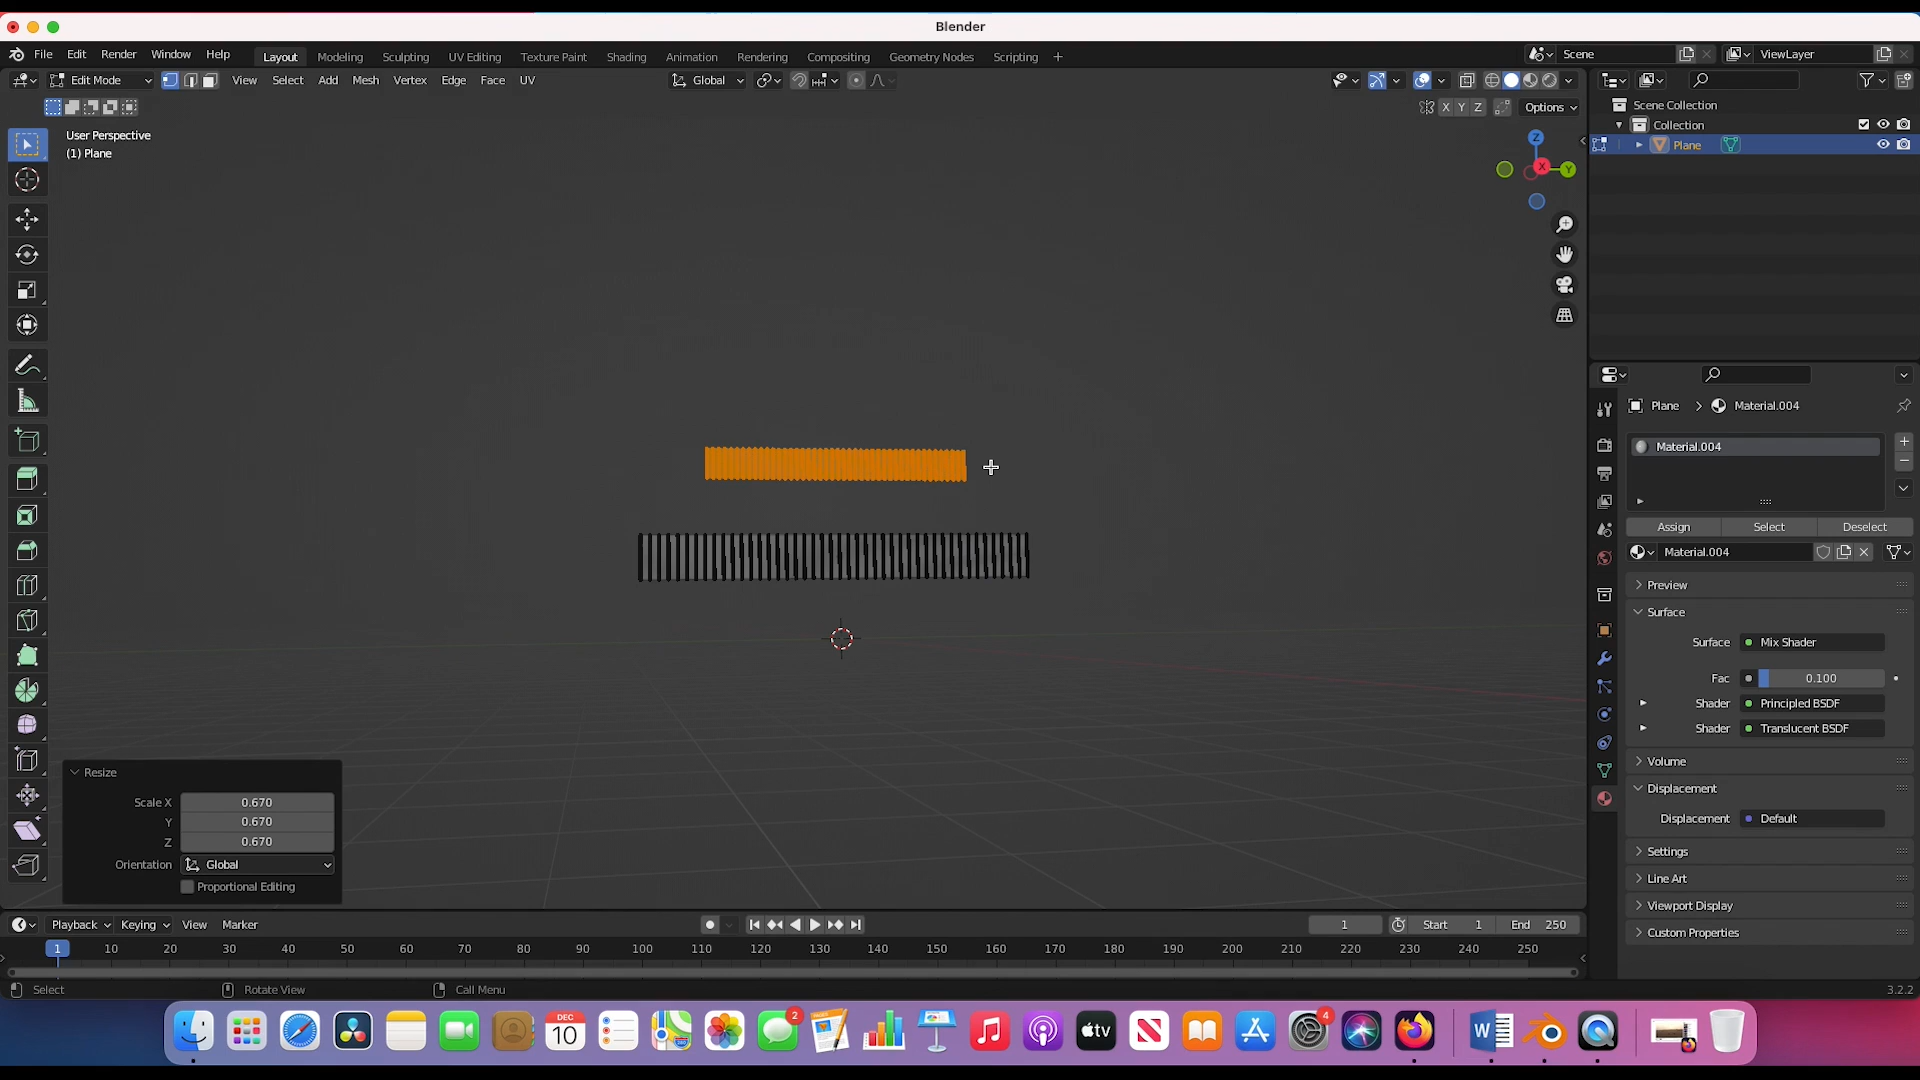 Blender
File Edit Render Window Help Layout Modeling Sculpting UV Editing Texture Paint Shading Animation Rendering Compositing Geometry Nodes Scripting + Scene ViewLayer
Edit Mode View Select Add Mesh Vertex Edge Face UV Global
X Y Z Options
User Perspective
(1) Plane
Z
X
Y
Scene Collection
Collection
Plane
Plane > Material.004
Material.004
Assign Select Deselect
Material.004
Preview
Surface
Surface Mix Shader
Fac 0.100
Shader Principled BSDF
Shader Translucent BSDF
Volume
Displacement
Displacement Default
Settings
Line Art
Viewport Display
Custom Properties
Resize
Scale X 0.670
Y 0.670
Z 0.670
Orientation Global
Proportional Editing
Playback Keying View Marker 1 Start 1 End 250
1 10 20 30 40 50 60 70 80 90 100 110 120 130 140 150 160 170 180 190 200 210 220 230 240 250
Select Rotate View Call Menu 3.2.2
DEC
10
2
tv
4
W